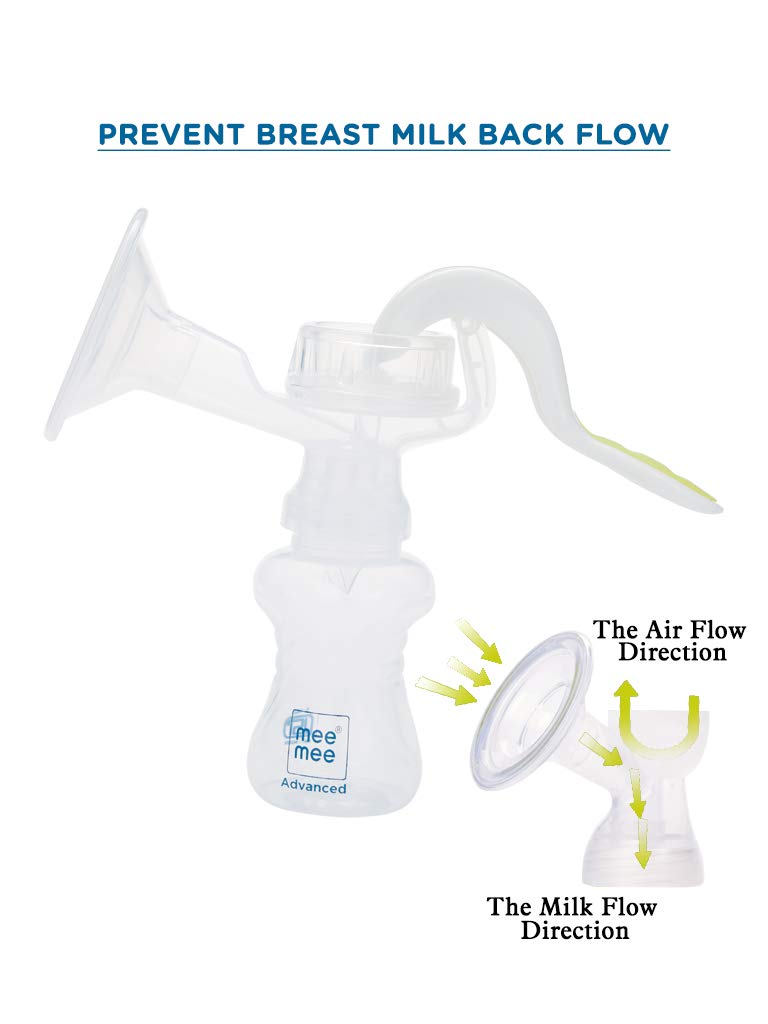 PREVENT BREAST MILK BACK FLOW
The Air Flow
Direction
mee®
mee
Advanced
The Milk Flow
Direction